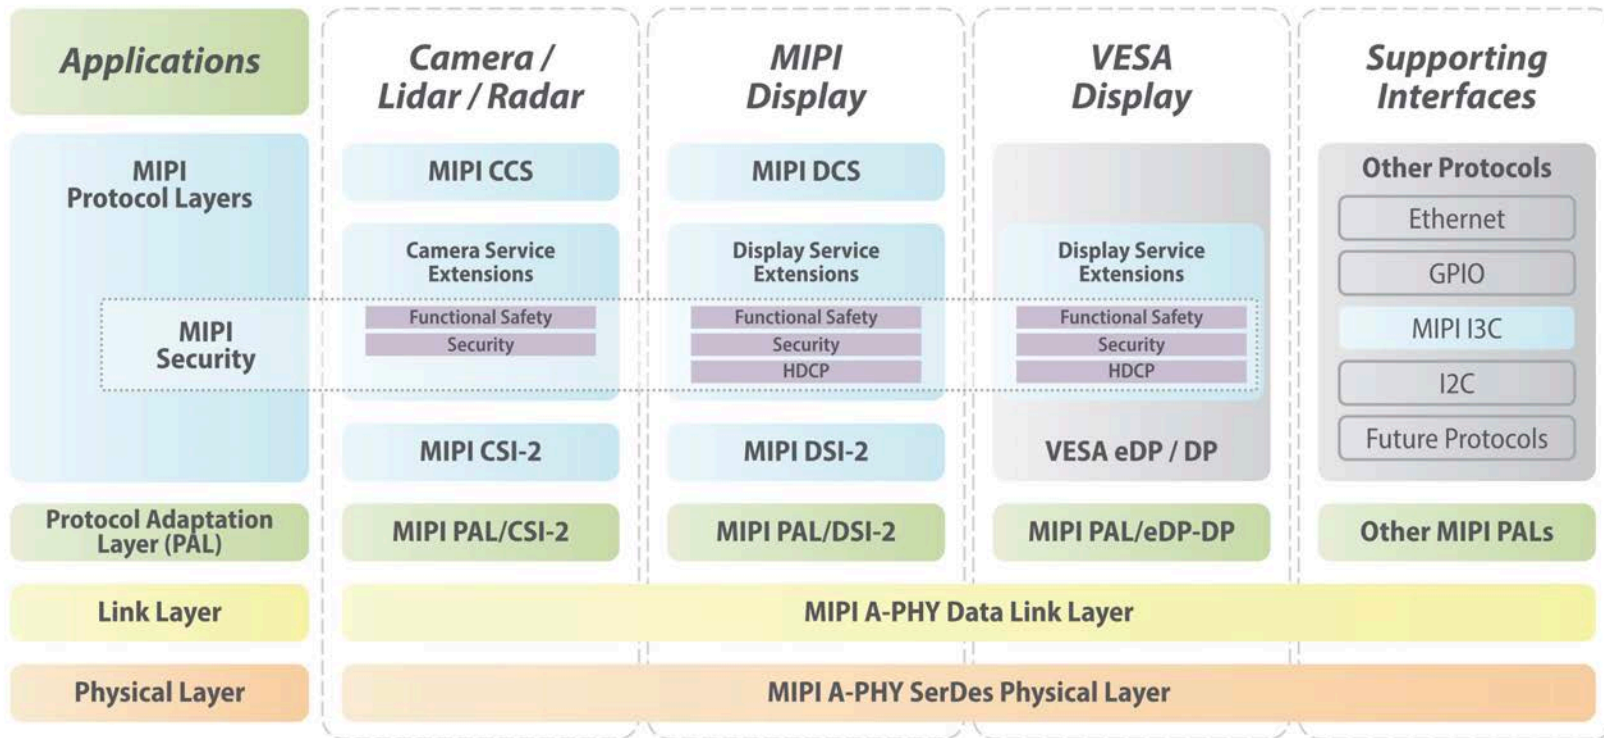 Applications
Camera /
Lidar / Radar
MIPI
Display
VESA
Display
Supporting
Interfaces
MIPI
Protocol Layers
MIPI CCS
MIPI DCS
Other Protocols
Ethernet
GPIO
MIPI I3C
I2C
Future Protocols
Camera Service
Extensions
Display Service
Extensions
Display Service
Extensions
MIPI
Security
Functional Safety
Security
Functional Safety
Security
HDCP
Functional Safety
Security
HDCP
MIPI CSI-2
MIPI DSI-2
VESA eDP / DP
Protocol Adaptation
Layer (PAL)
MIPI PAL/CSI-2
MIPI PAL/DSI-2
MIPI PAL/eDP-DP
Other MIPI PALs
Link Layer
MIPI A-PHY Data Link Layer
Physical Layer
MIPI A-PHY SerDes Physical Layer